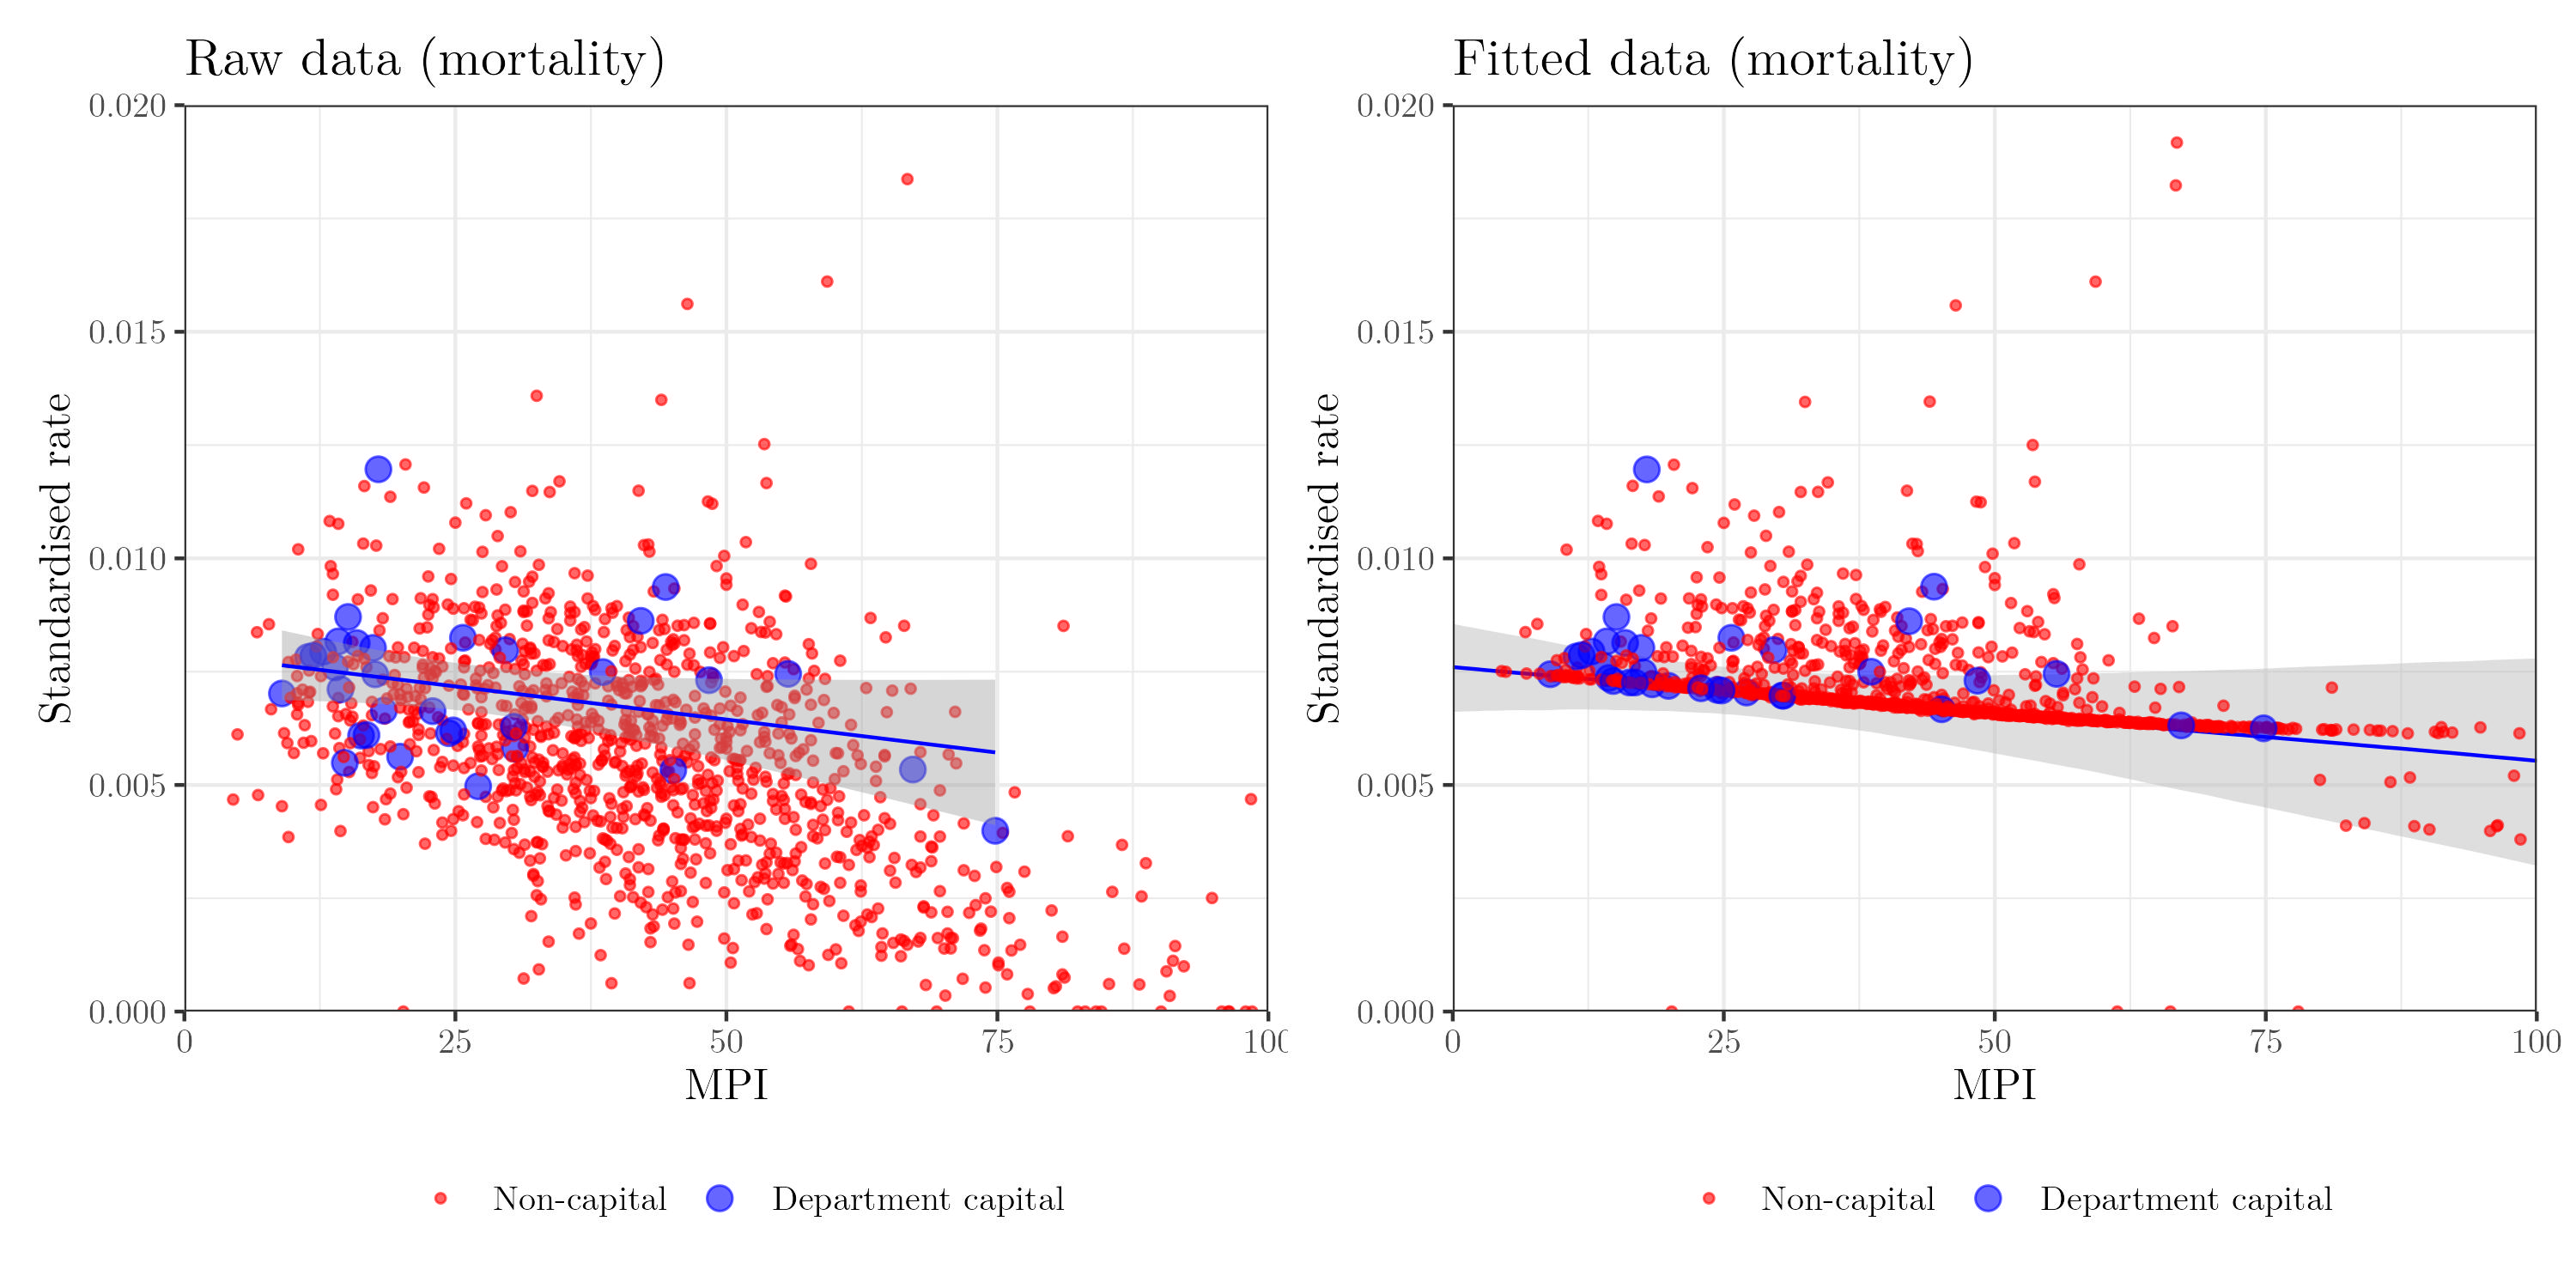 Raw data (mortality)
Standardised rate
0.020
0.015
0.010
0.005
0.000
0
25
50
75
100
MPI
Non-capital
Department capital
Fitted data (mortality)
Standardised rate
0.020
0.015
0.010
0.005
0.000
0
25
50
75
100
MPI
Non-capital
Department capital